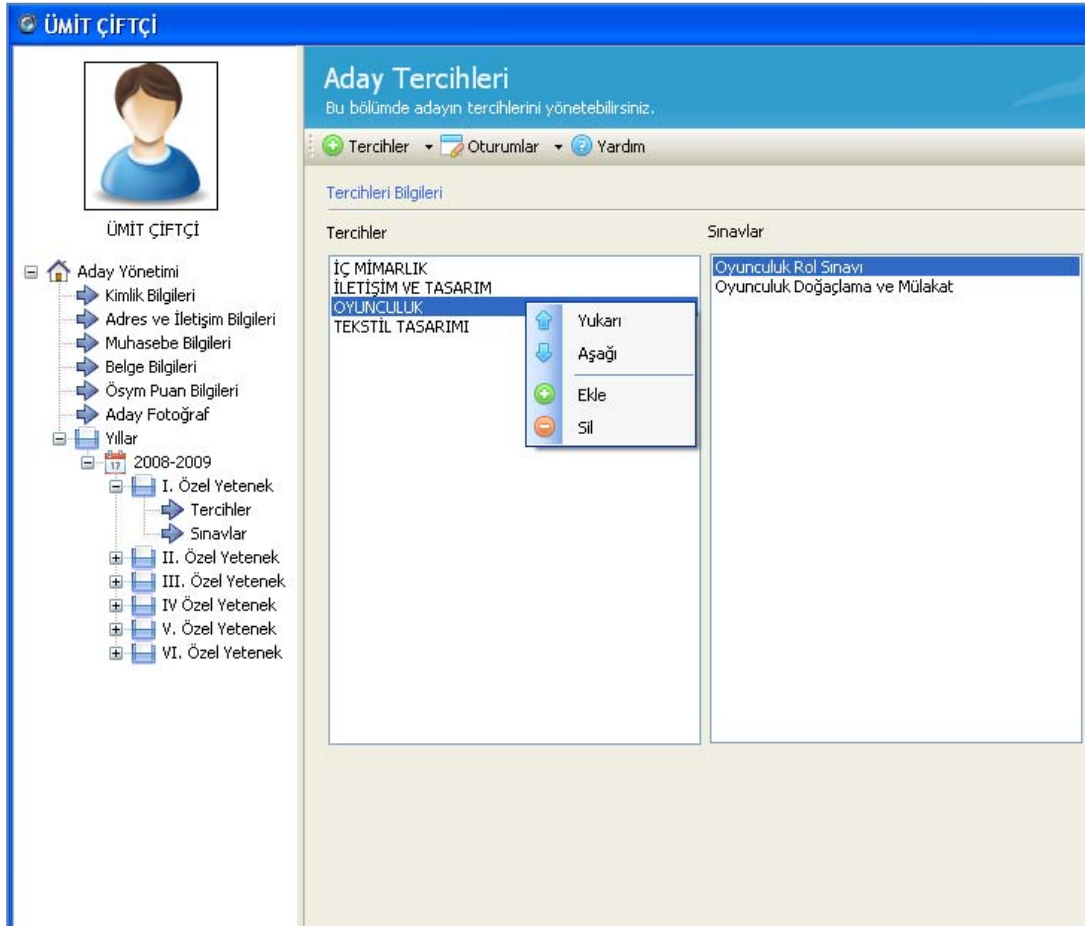 ÜMİT ÇİFTÇİ
ÜMİT ÇİFTÇİ
Aday Yönetimi
Kimlik Bilgileri
Adres ve İletişim Bilgileri
Muhasebe Bilgileri
Belge Bilgileri
Ösym Puan Bilgileri
Aday Fotoğraf
Yıllar
17
2008-2009
I. Özel Yetenek
Tercihler
Sınavlar
II. Özel Yetenek
III. Özel Yetenek
IV Özel Yetenek
V. Özel Yetenek
VI. Özel Yetenek
Aday Tercihleri
Bu bölümde adayın tercihlerini yönetebilirsiniz.
Tercihler Oturumlar Yardım
Tercihleri Bilgileri
Tercihler
İÇ MİMARLIK
İLETİŞİM VE TASARIM
OYUNCULUK
TEKSTİL TASARIMI
Yukarı
Aşağı
Ekle
Sil
Sınavlar
Oyunculuk Rol Sınavı
Oyunculuk Doğaçlama ve Mülakat